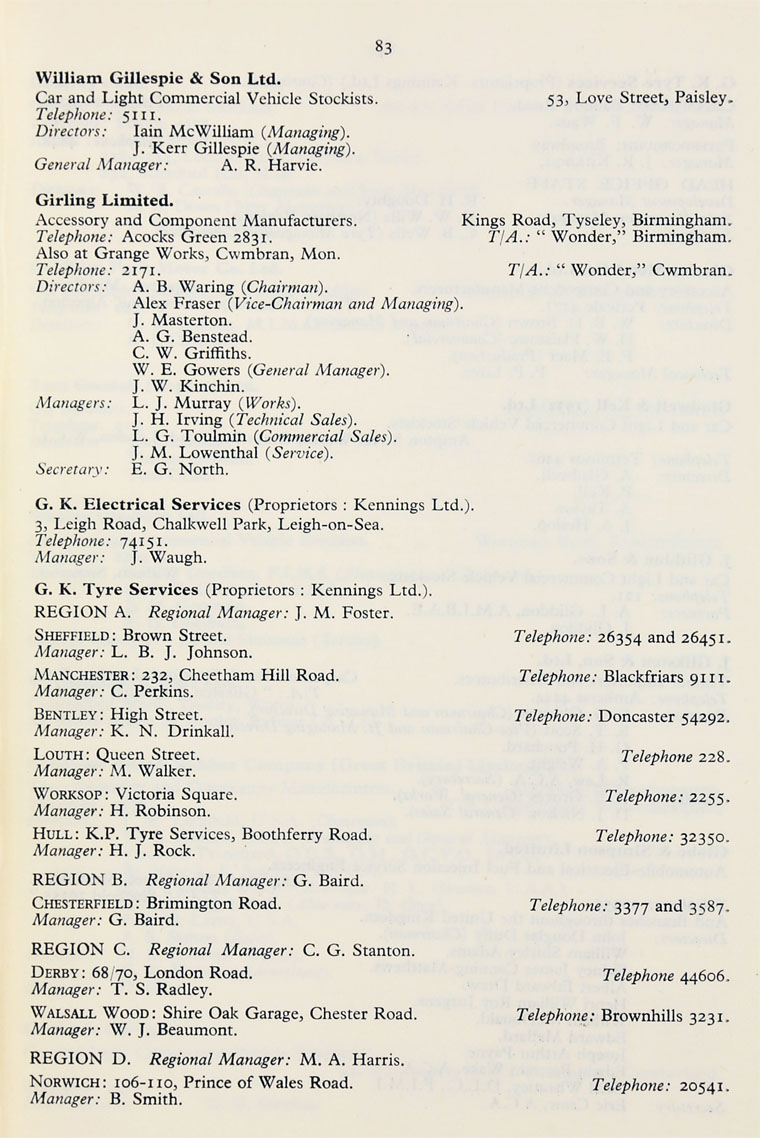 83
William Gillespie & Son Ltd.
Car and Light Commercial Vehicle Stockists. 53, Love Street, Paisley.
Telephone: 5111.
Directors: Iain McWilliam (Managing).
J. Kerr Gillespie (Managing).
General Manager: A. R. Harvie.
Girling Limited.
Accessory and Component Manufacturers. Kings Road, Tyseley, Birmingham.
Telephone: Acocks Green 2831. T/A.: “ Wonder,” Birmingham.
Also at Grange Works, Cwmbran, Mon.
Telephone: 2171. T/A.: “ Wonder,” Cwmbran.
Directors: A. B. Waring (Chairman).
Alex Fraser (Vice-Chairman and Managing).
J. Masterton.
A. G. Benstead.
C. W. Griffiths.
W. E. Gowers (General Manager).
J. W. Kinchin.
Managers: L. J. Murray (Works).
J. H. Irving (Technical Sales).
L. G. Toulmin (Commercial Sales).
J. M. Lowenthal (Service).
Secretary: E. G. North.
G. K. Electrical Services (Proprietors : Kennings Ltd.).
3, Leigh Road, Chalkwell Park, Leigh-on-Sea.
Telephone: 74151.
Manager: J. Waugh.
G. K. Tyre Services (Proprietors : Kennings Ltd.).
REGION A. Regional Manager: J. M. Foster.
SHEFFIELD: Brown Street. Telephone: 26354 and 26451.
Manager: L. B. J. Johnson.
MANCHESTER: 232, Cheetham Hill Road. Telephone: Blackfriars 9111.
Manager: C. Perkins.
BENTLEY: High Street. Telephone: Doncaster 54292.
Manager: K. N. Drinkall.
LOUTH: Queen Street. Telephone 228.
Manager: M. Walker.
WORKSOP: Victoria Square. Telephone: 2255.
Manager: H. Robinson.
HULL: K.P. Tyre Services, Boothferry Road. Telephone: 32350.
Manager: H. J. Rock.
REGION B. Regional Manager: G. Baird.
CHESTERFIELD: Brimington Road. Telephone: 3377 and 3587.
Manager: G. Baird.
REGION C. Regional Manager: C. G. Stanton.
DERBY: 68/70, London Road. Telephone 44606.
Manager: T. S. Radley.
WALSALL WOOD: Shire Oak Garage, Chester Road. Telephone: Brownhills 3231.
Manager: W. J. Beaumont.
REGION D. Regional Manager: M. A. Harris.
NORWICH: 106-110, Prince of Wales Road. Telephone: 20541.
Manager: B. Smith.